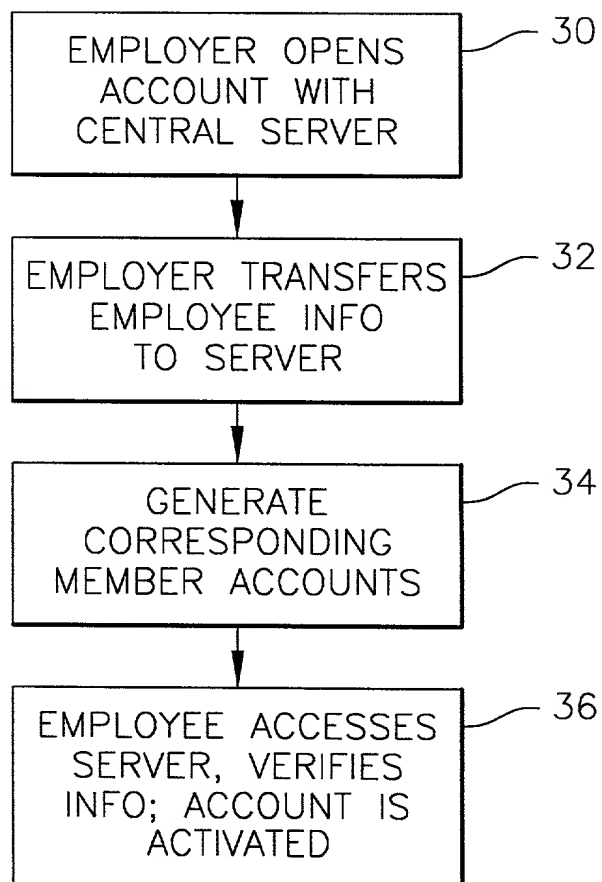 EMPLOYER OPENS
ACCOUNT WITH
CENTRAL SERVER
30
EMPLOYER TRANSFERS
EMPLOYEE INFO
TO SERVER
32
GENERATE
CORRESPONDING
MEMBER ACCOUNTS
34
EMPLOYEE ACCESSES
SERVER, VERIFIES
INFO; ACCOUNT IS
ACTIVATED
36